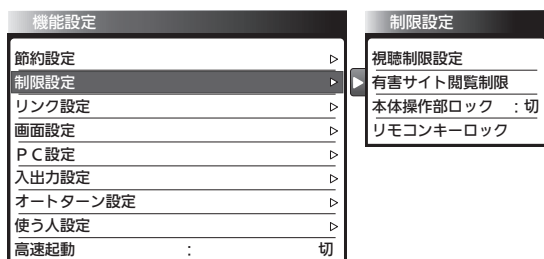 機能設定
節約設定
制限設定
リンク設定
画面設定
ＰＣ設定
入出力設定
オートターン設定
使う人設定
高速起動 : 切
制限設定
視聴制限設定
有害サイト閲覧制限
本体操作部ロック :切
リモコンキーロック